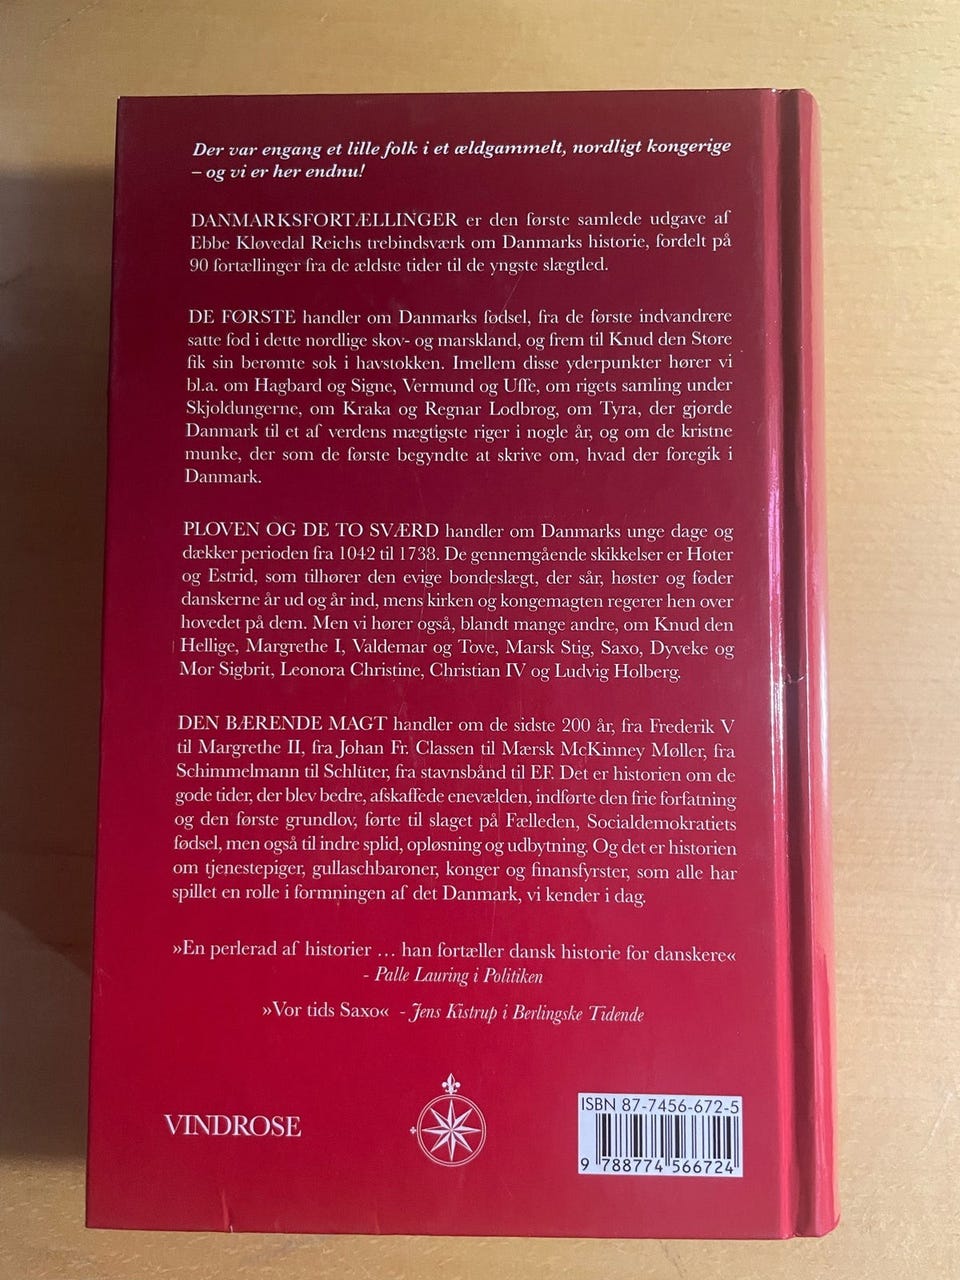 Der var engang et lille folk i et ældgammelt, nordligt kongerige
– og vi er her endnu!
DANMARKSFORTÆLLINGER er den første samlede udgave af
Ebbe Kløvedal Reichs trebindsværk om Danmarks historie, fordelt på
90 fortællinger fra de ældste tider til de yngste slægtled.
DE FØRSTE handler om Danmarks fødsel, fra de første indvandrere
satte fod i dette nordlige skov- og marskland, og frem til Knud den Store
fik sin berømte sok i havstokken. Imellem disse yderpunkter hører vi
bl.a. om Hagbard og Signe, Vermund og Uffe, om rigets samling under
Skjoldungerne, om Kraka og Regnar Lodbrog, om Tyra, der gjorde
Danmark til et af verdens mægtigste riger i nogle år, og om de kristne
munke, der som de første begyndte at skrive om, hvad der foregik i
Danmark.
PLOVEN OG DE TO SVÆRD handler om Danmarks unge dage og
dækker perioden fra 1042 til 1738. De gennemgående skikkelser er Hoter
og Estrid, som tilhører den evige bondeslægt, der sår, høster og føder
danskerne år ud og år ind, mens kirken og kongemagten regerer hen over
hovedet på dem. Men vi hører også, blandt mange andre, om Knud den
Hellige, Margrethe I, Valdemar og Tove, Marsk Stig, Saxo, Dyveke og
Mor Sigbrit, Leonora Christine, Christian IV og Ludvig Holberg.
DEN BÆRENDE MAGT handler om de sidste 200 år, fra Frederik V
til Margrethe II, fra Johan Fr. Classen til Mærsk McKinney Møller, fra
Schimmelmann til Schlüter, fra stavnsbånd til EF. Det er historien om de
gode tider, der blev bedre, afskaffede enevælden, indførte den frie forfatning
og den første grundlov, førte til slaget på Fælleden, Socialdemokratiets
fødsel, men også til indre splid, opløsning og udbytning. Og det er historien
om tjenestepiger, gullaschbaroner, konger og finansfyrster, som alle har
spillet en rolle i formningen af det Danmark, vi kender i dag.
»En perlerad af historier … han fortæller dansk historie for danskere«
- Palle Lauring i Politiken
»Vor tids Saxo« - Jens Kistrup i Berlingske Tidende
VINDROSE
ISBN 87-7456-672-5
9 788774 566724